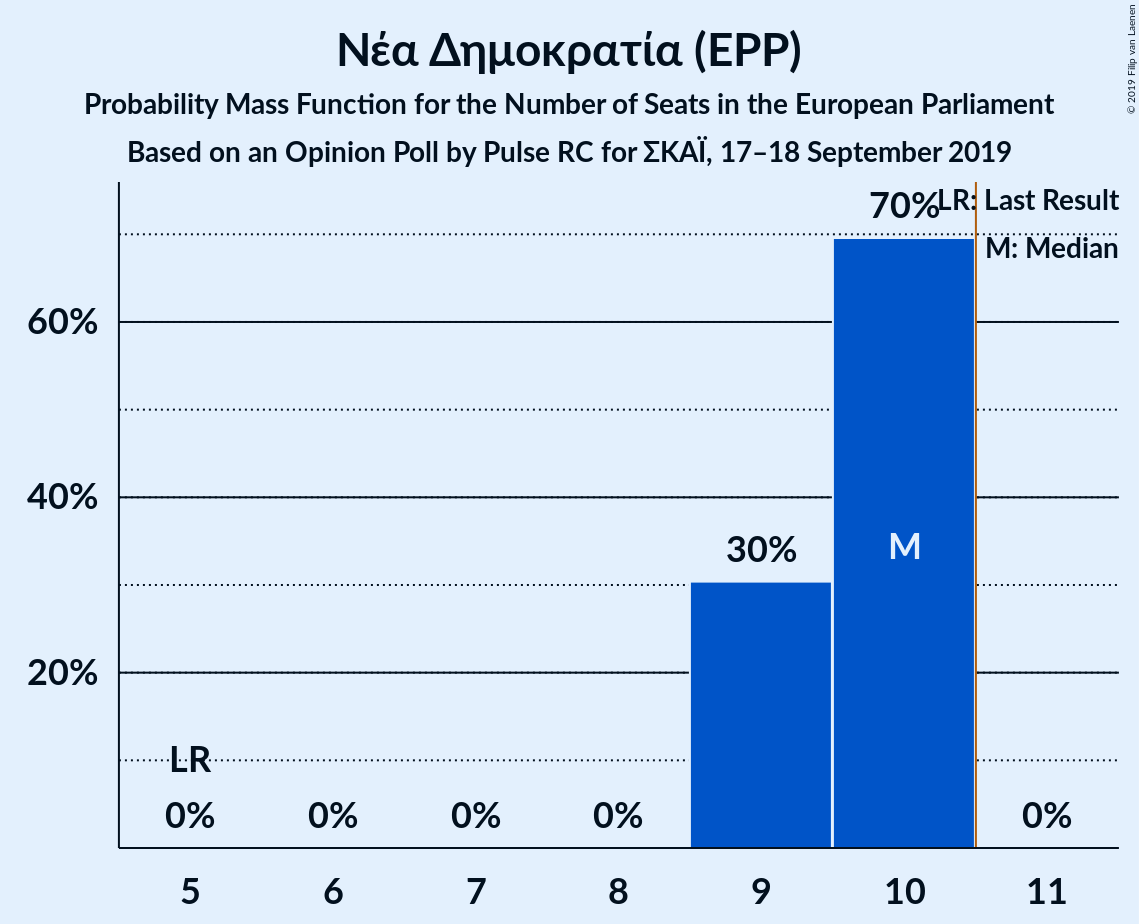 Νέα Δημοκρατία (EPP)
Probability Mass Function for the Number of Seats in the European Parliament
Based on an Opinion Poll by Pulse RC for ΣΚΑΪ, 17–18 September 2019
© 2019 Filip van Laenen
70%
LR: Last Result
M: Median
60%
40%
30%
M
20%
LR
0%
0%
0%
0%
0%
5
6
7
8
9
10
11